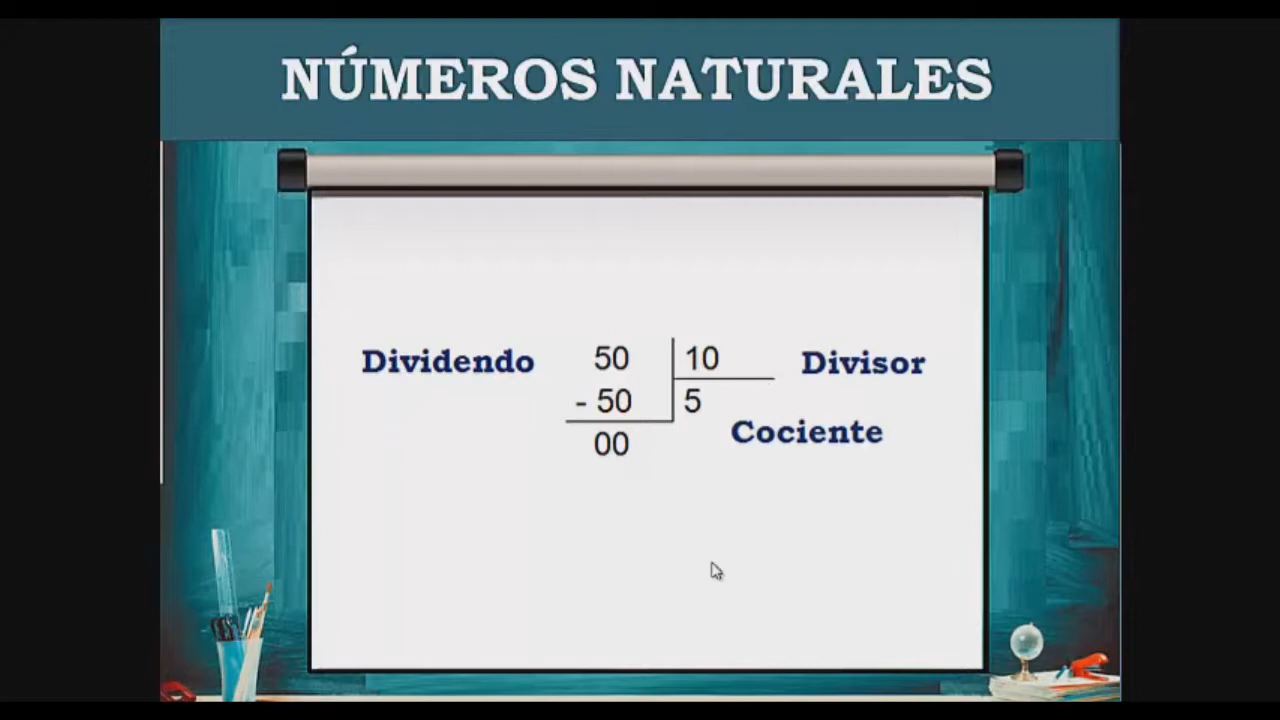 NÚMEROS NATURALES
Dividendo 50 10 Divisor
- 50 5
Cociente
00